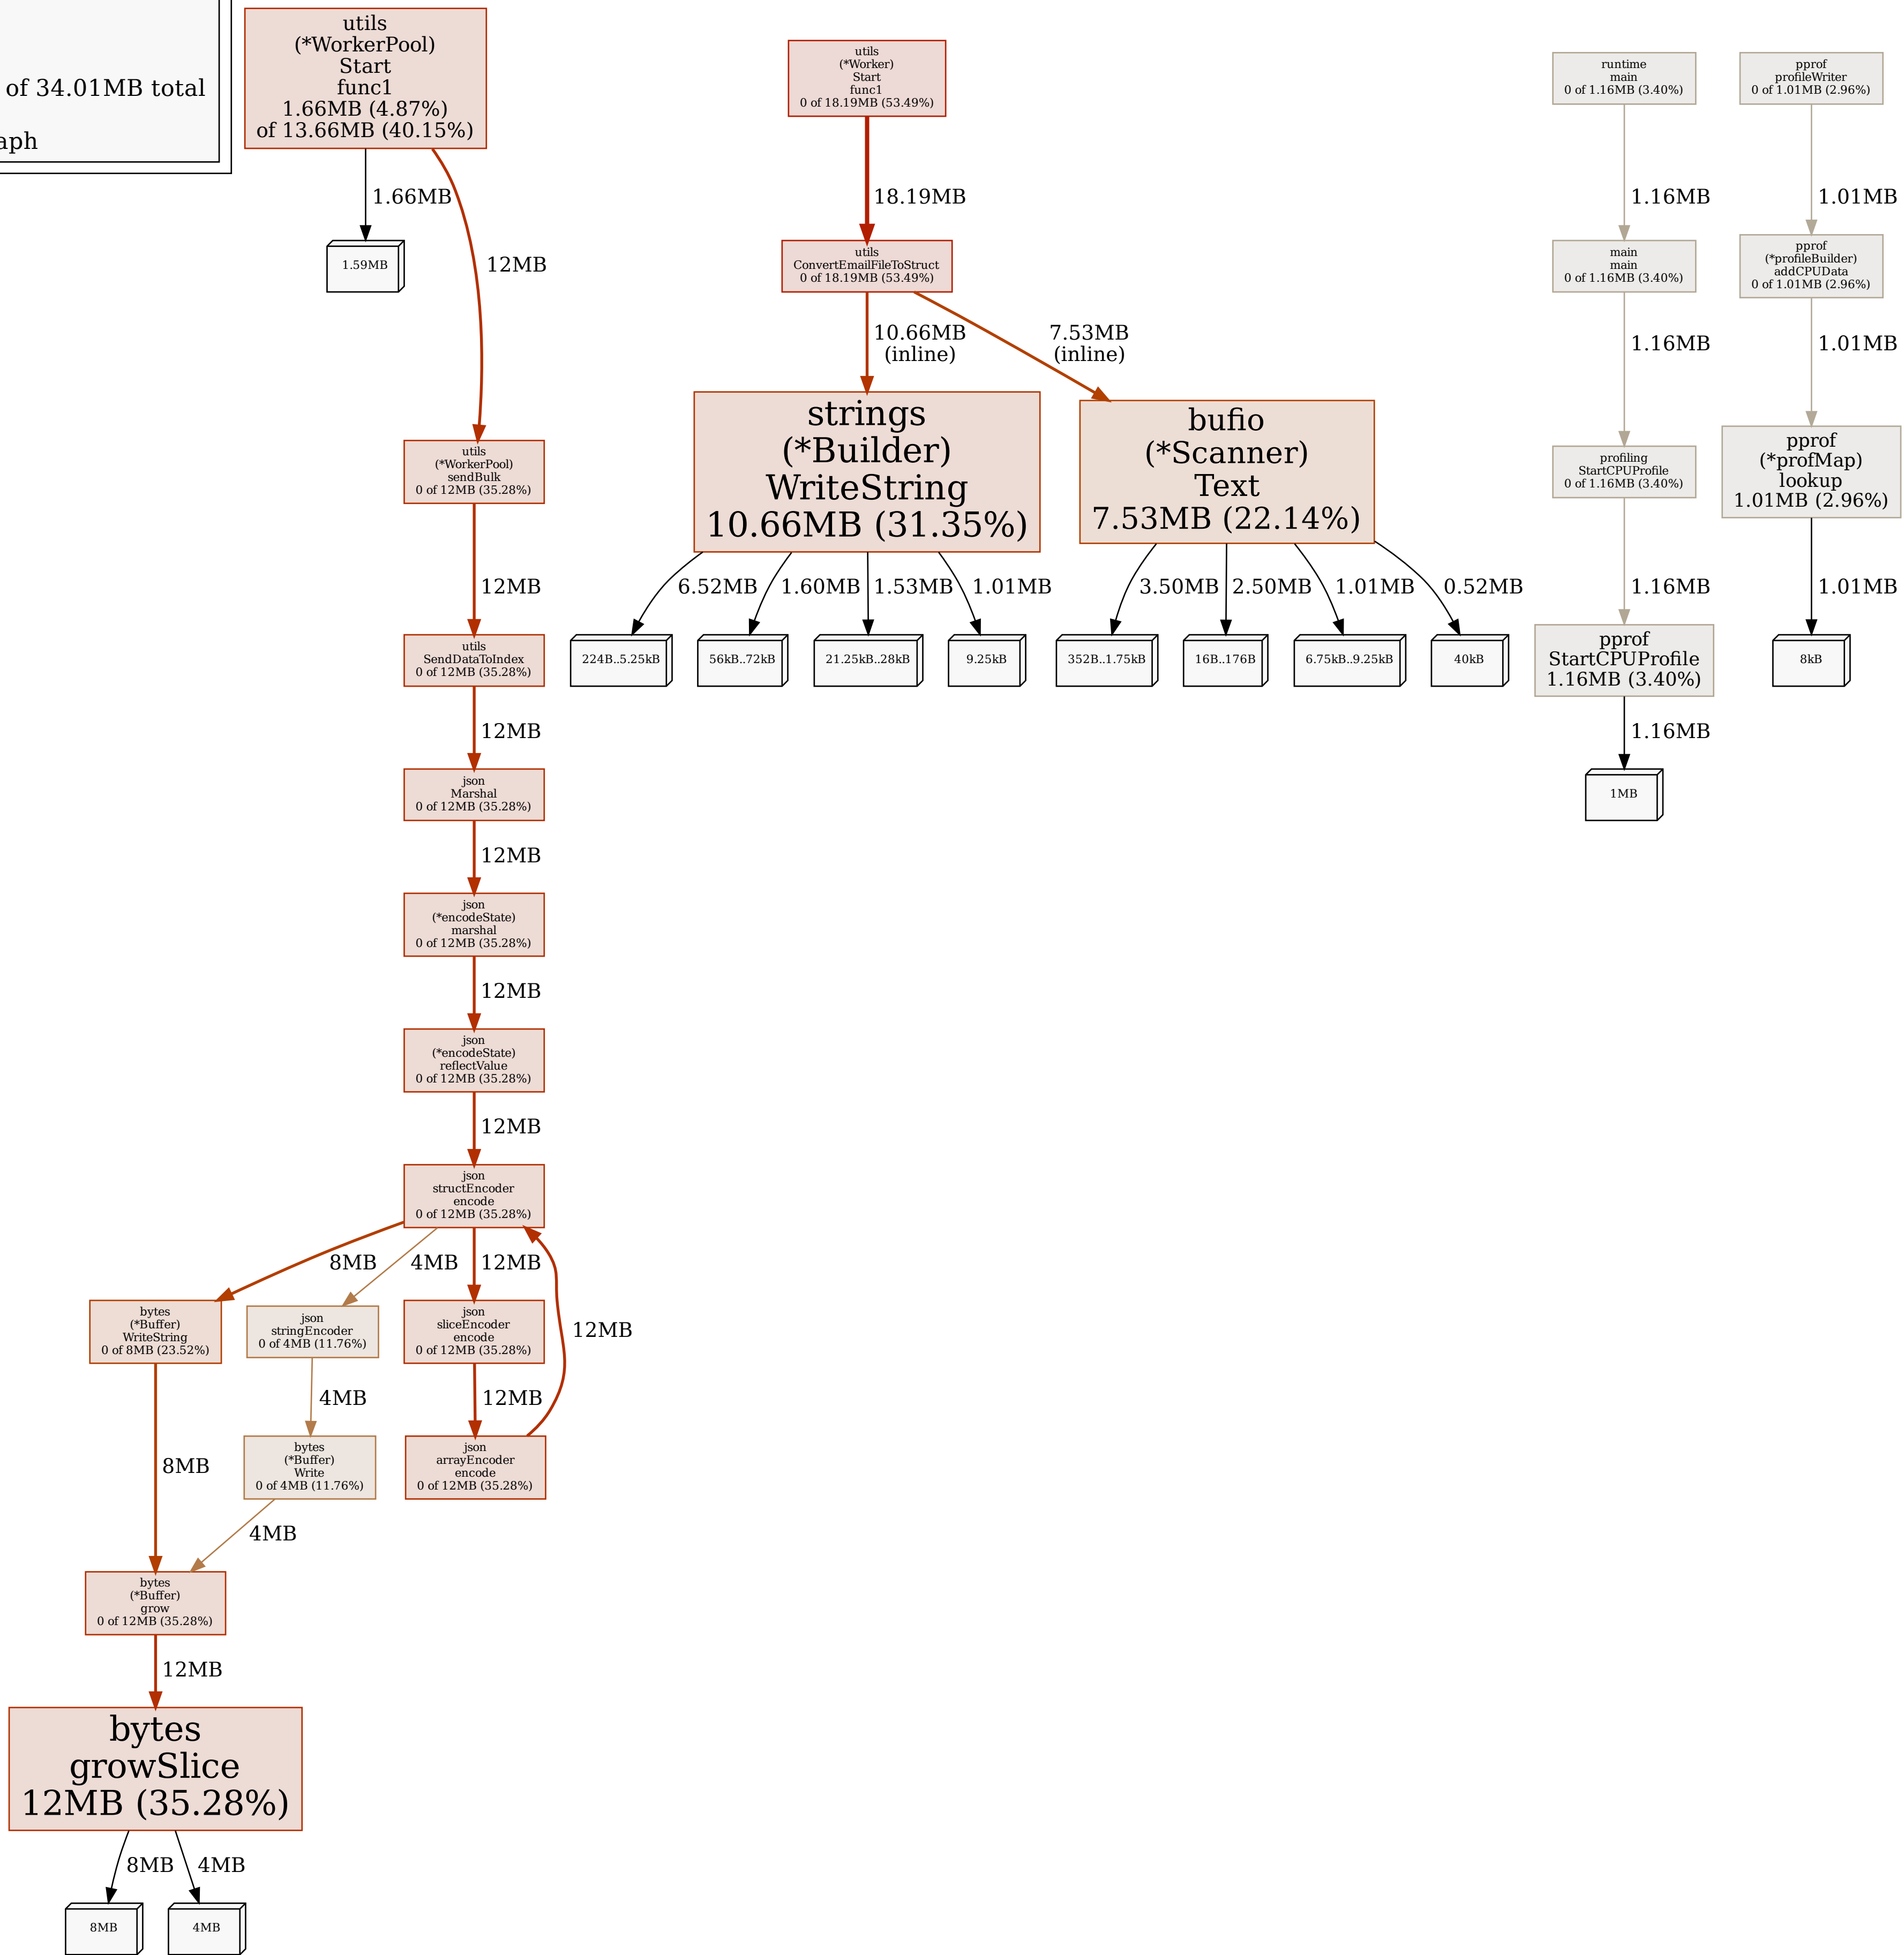 of 34.01MB total
aph
utils
(*WorkerPool)
Start
func1
1.66MB (4.87%)
of 13.66MB (40.15%)
utils
(*Worker)
Start
func1
0 of 18.19MB (53.49%)
runtime
main
0 of 1.16MB (3.40%)
pprof
profileWriter
0 of 1.01MB (2.96%)
1.66MB
12MB
18.19MB
1.16MB
1.01MB
1.59MB
utils
ConvertEmailFileToStruct
0 of 18.19MB (53.49%)
main
main
0 of 1.16MB (3.40%)
pprof
(*profileBuilder)
addCPUData
0 of 1.01MB (2.96%)
10.66MB
(inline)
7.53MB
(inline)
1.16MB
1.01MB
utils
(*WorkerPool)
sendBulk
0 of 12MB (35.28%)
strings
(*Builder)
WriteString
10.66MB (31.35%)
bufio
(*Scanner)
Text
7.53MB (22.14%)
profiling
StartCPUProfile
0 of 1.16MB (3.40%)
pprof
(*profMap)
lookup
1.01MB (2.96%)
12MB
6.52MB
1.60MB
1.53MB
1.01MB
3.50MB
2.50MB
1.01MB
0.52MB
1.16MB
1.01MB
utils
SendDataToIndex
0 of 12MB (35.28%)
224B..5.25kB
56kB..72kB
21.25kB..28kB
9.25kB
352B..1.75kB
16B..176B
6.75kB..9.25kB
40kB
pprof
StartCPUProfile
1.16MB (3.40%)
8kB
12MB
1.16MB
json
Marshal
0 of 12MB (35.28%)
1MB
12MB
json
(*encodeState)
marshal
0 of 12MB (35.28%)
12MB
json
(*encodeState)
reflectValue
0 of 12MB (35.28%)
12MB
json
structEncoder
encode
0 of 12MB (35.28%)
8MB
4MB
12MB
12MB
bytes
(*Buffer)
WriteString
0 of 8MB (23.52%)
json
stringEncoder
0 of 4MB (11.76%)
json
sliceEncoder
encode
0 of 12MB (35.28%)
8MB
4MB
12MB
bytes
(*Buffer)
Write
0 of 4MB (11.76%)
json
arrayEncoder
encode
0 of 12MB (35.28%)
4MB
bytes
(*Buffer)
grow
0 of 12MB (35.28%)
12MB
bytes
growSlice
12MB (35.28%)
8MB
4MB
8MB
4MB